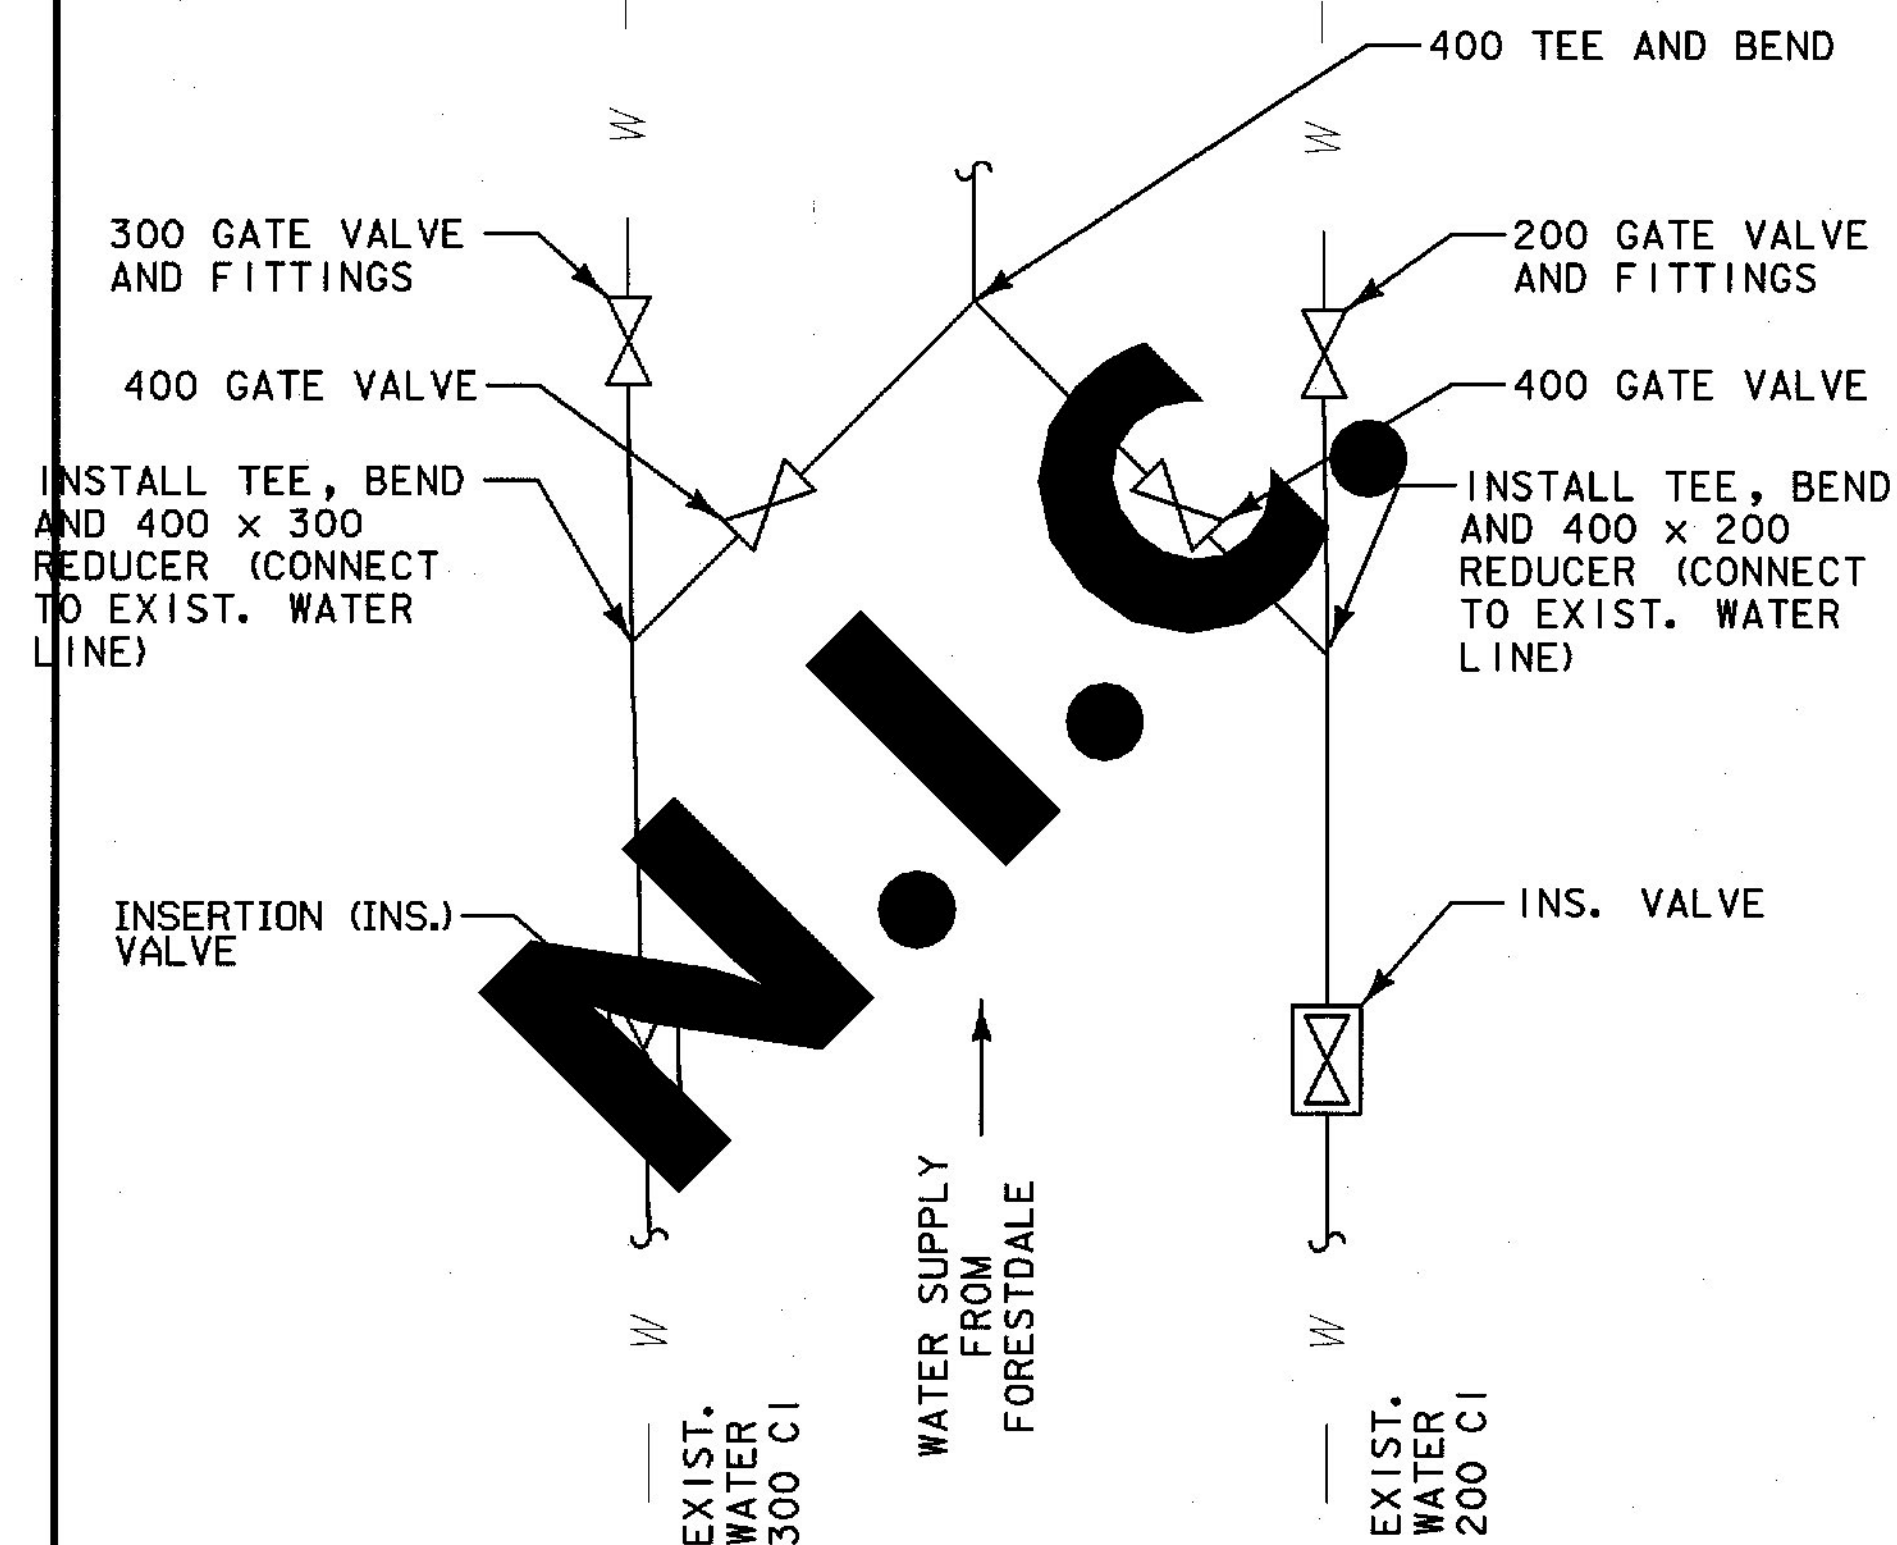 400 TEE AND BEND
W
W
300 GATE VALVE
AND FITTINGS
200 GATE VALVE
AND FITTINGS
400 GATE VALVE
400 GATE VALVE
INSTALL TEE, BEND
AND 400 x 300
REDUCER (CONNECT
TO EXIST. WATER
LINE)
INSTALL TEE, BEND
AND 400 x 200
REDUCER (CONNECT
TO EXIST. WATER
LINE)
N.I.C.
INSERTION (INS.)
VALVE
INS. VALVE
WATER SUPPLY
FROM
FORESTDALE
W
W
EXIST.
WATER
300 CI
EXIST.
WATER
200 CI